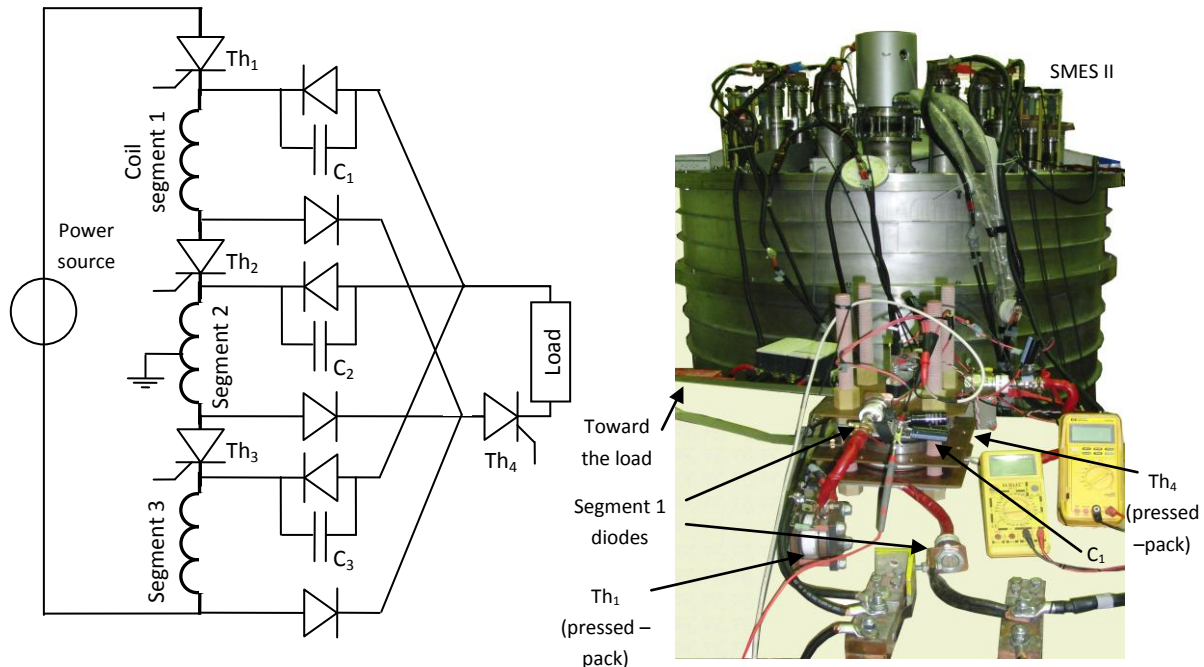 Th1
Coil
segment 1
C1
Power
source
Th2
Segment 2
C2
Load
Th4
Th3
Segment 3
C3
SMES II
Toward
the load
Segment 1
diodes
Th1
(pressed –
pack)
C1
Th4
(pressed
–pack)